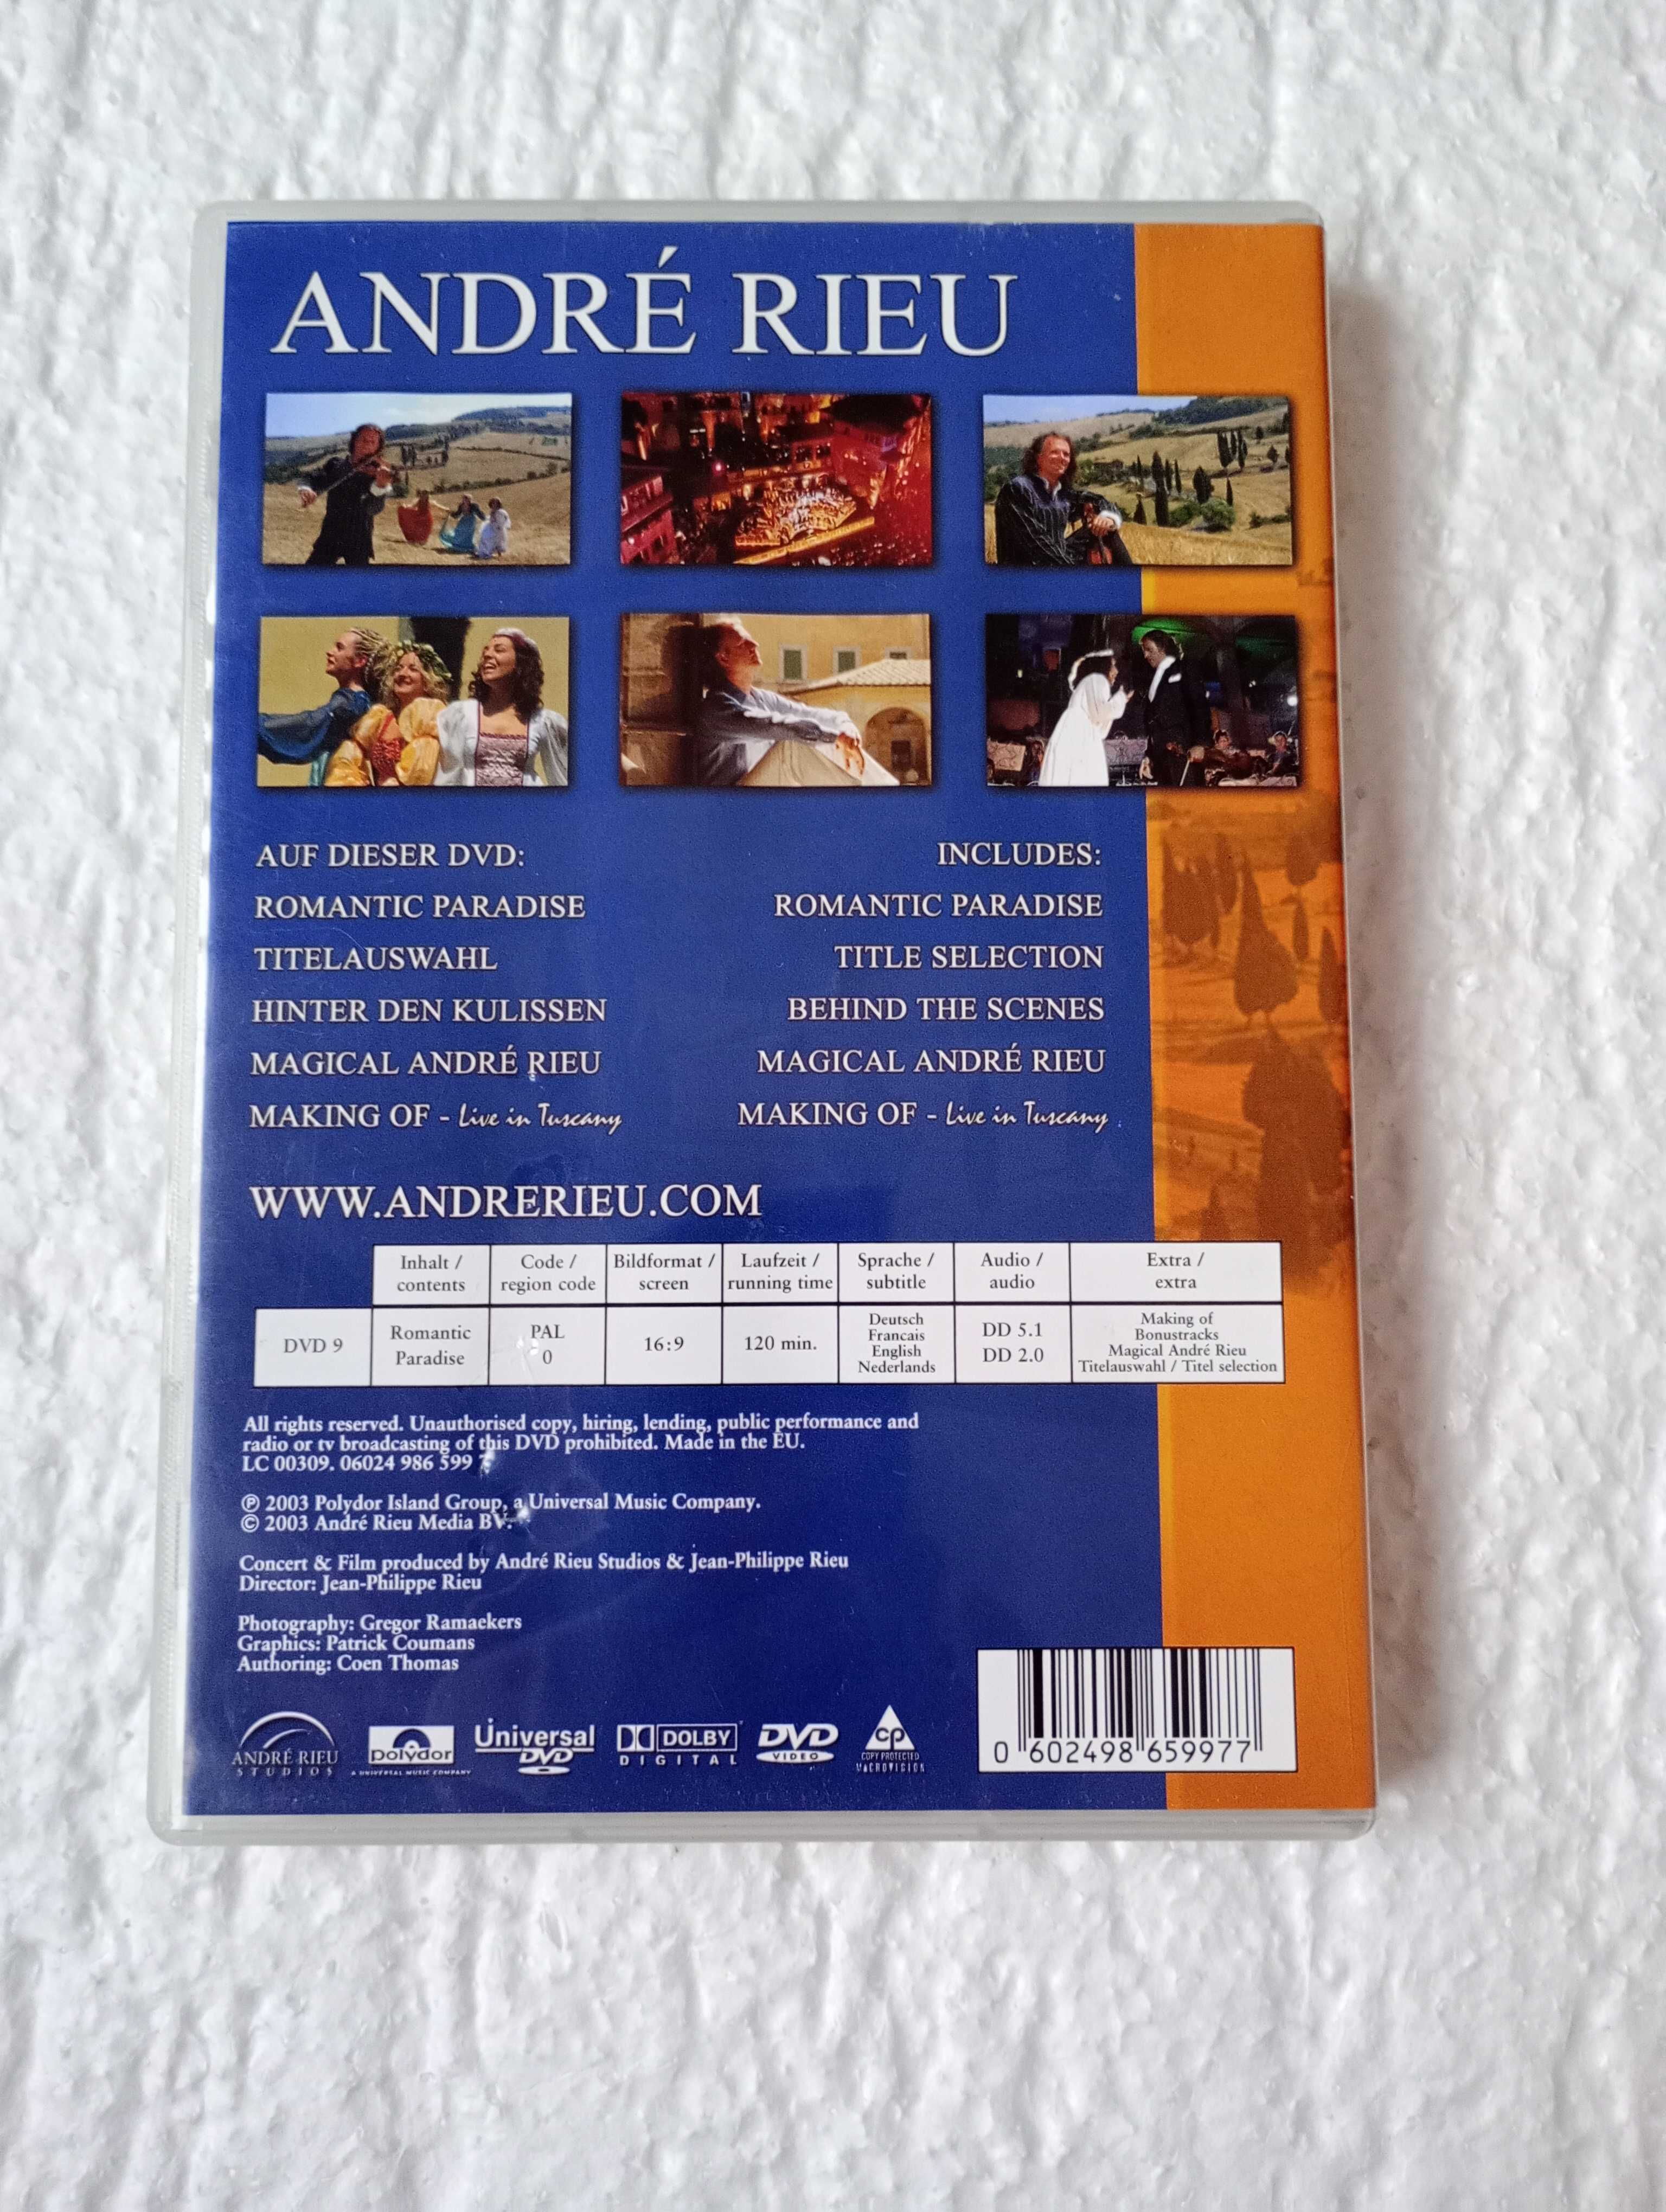 ANDRÉ RIEU
AUF DIESER DVD:
ROMANTIC PARADISE
TITELAUSWAHL
HINTER DEN KULISSEN
MAGICAL ANDRÉ RIEU
MAKING OF - Live in Tuscany
INCLUDES:
ROMANTIC PARADISE
TITLE SELECTION
BEHIND THE SCENES
MAGICAL ANDRÉ RIEU
MAKING OF - Live in Tuscany
WWW.ANDRERIEU.COM
Inhalt /
contents
Code /
region code
Bildformat /
screen
Laufzeit /
running time
Sprache /
subtitle
Audio /
audio
Extra /
extra
DVD 9
Romantic
Paradise
PAL
0
16:9
120 min.
Deutsch
Francais
English
Nederlands
DD 5.1
DD 2.0
Making of
Bonustracks
Magical André Rieu
Titelauswahl / Titel selection
All rights reserved. Unauthorised copy, hiring, lending, public performance and
radio or tv broadcasting of this DVD prohibited. Made in the EU.
LC 00309. 06024 986 599 7
℗ 2003 Polydor Island Group, a Universal Music Company.
© 2003 André Rieu Media BV.
Concert & Film produced by André Rieu Studios & Jean-Philippe Rieu
Director: Jean-Philippe Rieu
Photography: Gregor Ramaekers
Graphics: Patrick Coumans
Authoring: Coen Thomas
ANDRÉ RIEU
STUDIOS
polydor
A UNIVERSAL MUSIC COMPANY
Universal
DVD
DOLBY
DIGITAL
DVD
VIDEO
cp
COPY PROTECTED
MACROVISION
0 602498 659977